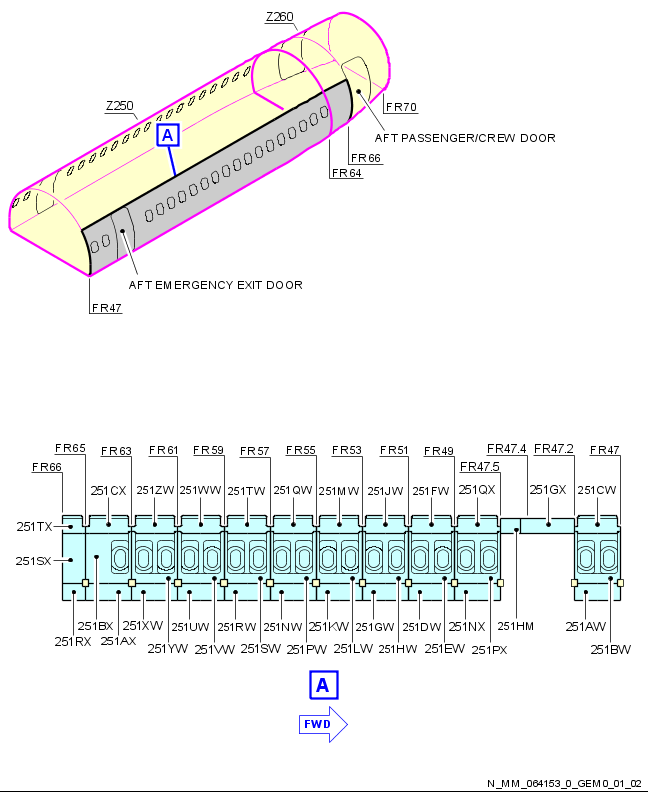 Z260
Z250
A
FR70
AFT PASSENGER/CREW DOOR
FR66
FR64
AFT EMERGENCY EXIT DOOR
FR47
FR65 FR63 FR61 FR59 FR57 FR55 FR53 FR51 FR49 FR47.4 FR47.2 FR47
FR66 FR47.5
251CX 251ZW 251WW 251TW 251QW 251MW 251JW 251FW 251QX 251GX 251CW
251TX
251SX
251BX 251XW 251UW 251RW 251NW 251KW 251GW 251DW 251NX 251HM 251AW
251RX 251AX 251YW 251VW 251SW 251PW 251LW 251HW 251EW 251PX 251BW
A
FWD
N_MM_064153_0_GEM0_01_02